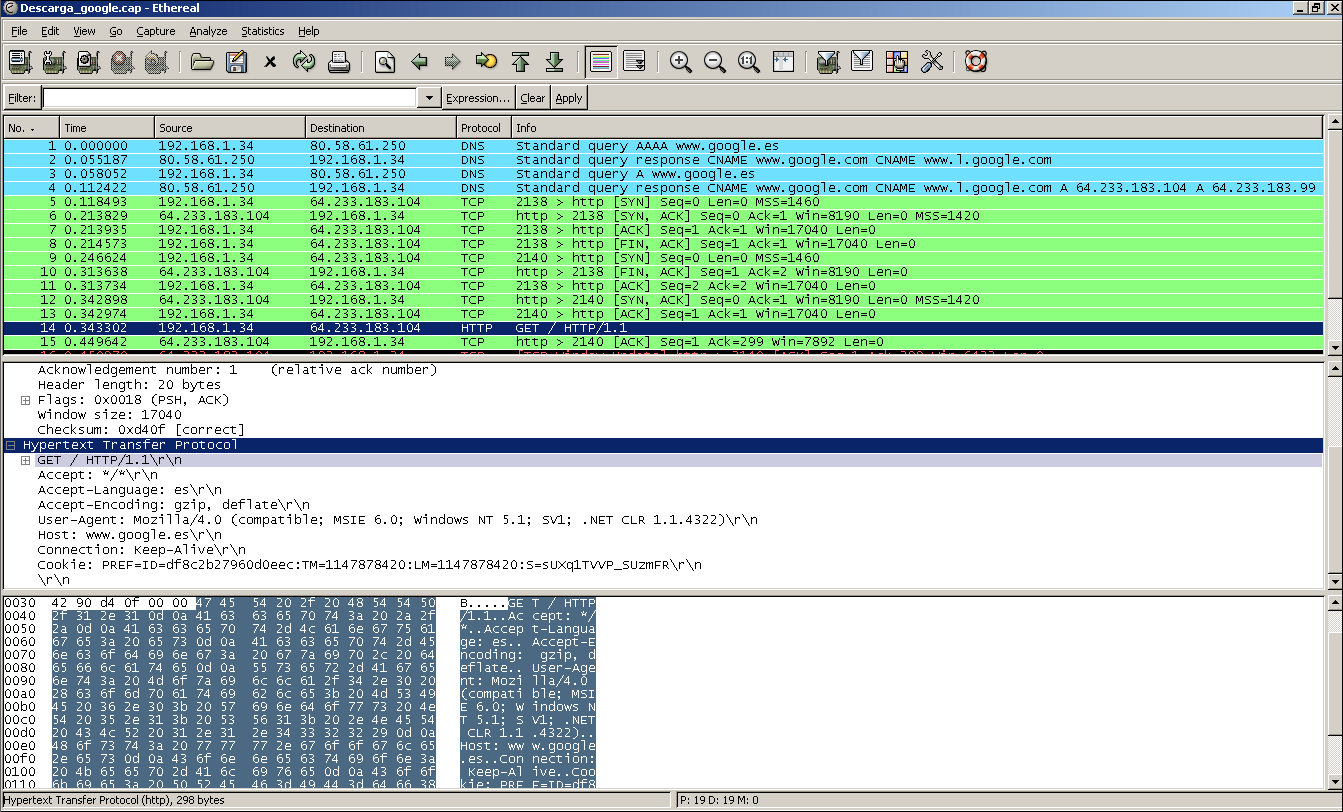 Descarga_google.cap - Ethereal
File Edit View Go Capture Analyze Statistics Help
Filter: Expression... Clear Apply
No. Time Source Destination Protocol Info
1 0.000000 192.168.1.34 80.58.61.250 DNS Standard query AAAA www.google.es
2 0.055187 80.58.61.250 192.168.1.34 DNS Standard query response CNAME www.google.com CNAME www.l.google.com
3 0.058052 192.168.1.34 80.58.61.250 DNS Standard query A www.google.es
4 0.112422 80.58.61.250 192.168.1.34 DNS Standard query response CNAME www.google.com CNAME www.l.google.com A 64.233.183.104 A 64.233.183.99
5 0.118493 192.168.1.34 64.233.183.104 TCP 2138 > http [SYN] Seq=0 Len=0 MSS=1460
6 0.213829 64.233.183.104 192.168.1.34 TCP http > 2138 [SYN, ACK] Seq=0 Ack=1 Win=8190 Len=0 MSS=1420
7 0.213935 192.168.1.34 64.233.183.104 TCP 2138 > http [ACK] Seq=1 Ack=1 Win=17040 Len=0
8 0.214573 192.168.1.34 64.233.183.104 TCP 2138 > http [FIN, ACK] Seq=1 Ack=1 Win=17040 Len=0
9 0.246624 192.168.1.34 64.233.183.104 TCP 2140 > http [SYN] Seq=0 Len=0 MSS=1460
10 0.313638 64.233.183.104 192.168.1.34 TCP http > 2138 [FIN, ACK] Seq=1 Ack=2 Win=8190 Len=0
11 0.313734 192.168.1.34 64.233.183.104 TCP 2138 > http [ACK] Seq=2 Ack=2 Win=17040 Len=0
12 0.342898 64.233.183.104 192.168.1.34 TCP http > 2140 [SYN, ACK] Seq=0 Ack=1 Win=8190 Len=0 MSS=1420
13 0.342974 192.168.1.34 64.233.183.104 TCP 2140 > http [ACK] Seq=1 Ack=1 Win=17040 Len=0
14 0.343302 192.168.1.34 64.233.183.104 HTTP GET / HTTP/1.1
15 0.449642 64.233.183.104 192.168.1.34 TCP http > 2140 [ACK] Seq=1 Ack=299 Win=7892 Len=0
Acknowledgement number: 1 (relative ack number)
Header length: 20 bytes
Flags: 0x0018 (PSH, ACK)
Window size: 17040
Checksum: 0xd40f [correct]
Hypertext Transfer Protocol
GET / HTTP/1.1\r\n
Accept: */*\r\n
Accept-Language: es\r\n
Accept-Encoding: gzip, deflate\r\n
User-Agent: Mozilla/4.0 (compatible; MSIE 6.0; Windows NT 5.1; SV1; .NET CLR 1.1.4322)\r\n
Host: www.google.es\r\n
Connection: Keep-Alive\r\n
Cookie: PREF=ID=df8c2b27960d0eec:TM=1147878420:LM=1147878420:S=sUXq1TVVP_SUzmFR\r\n
\r\n
0030 42 90 d4 0f 00 00 47 45 54 20 2f 20 48 54 54 50 B.....GE T / HTTP
0040 2f 31 2e 31 0d 0a 41 63 63 65 70 74 3a 20 2a 2f /1.1..Ac cept: */
0050 2a 0d 0a 41 63 63 65 70 74 2d 4c 61 6e 67 75 61 *..Accep t-Langua
0060 67 65 3a 20 65 73 0d 0a 41 63 63 65 70 74 2d 45 ge: es.. Accept-E
0070 6e 63 6f 64 69 6e 67 3a 20 67 7a 69 70 2c 20 64 ncoding: gzip, d
0080 65 66 6c 61 74 65 0d 0a 55 73 65 72 2d 41 67 65 eflate.. User-Age
0090 6e 74 3a 20 4d 6f 7a 69 6c 6c 61 2f 34 2e 30 20 nt: Mozi lla/4.0
00a0 28 63 6f 6d 70 61 74 69 62 6c 65 3b 20 4d 53 49 (compati ble; MSI
00b0 45 20 36 2e 30 3b 20 57 69 6e 64 6f 77 73 20 4e E 6.0; W indows N
00c0 54 20 35 2e 31 3b 20 53 56 31 3b 20 2e 4e 45 54 T 5.1; S V1; .NET
00d0 20 43 4c 52 20 31 2e 31 2e 34 33 32 32 29 0d 0a CLR 1.1 .4322)..
00e0 48 6f 73 74 3a 20 77 77 77 2e 67 6f 6f 67 6c 65 Host: ww w.google
00f0 2e 65 73 0d 0a 43 6f 6e 6e 65 63 74 69 6f 6e 3a .es..Con nection:
0100 20 4b 65 65 70 2d 41 6c 69 76 65 0d 0a 43 6f 6f Keep-Al ive..Coo
0110 6b 69 65 3a 20 50 52 45 46 3d 49 44 3d 64 66 38 kie: PRE F=ID=df8
Hypertext Transfer Protocol (http), 298 bytes P: 19 D: 19 M: 0